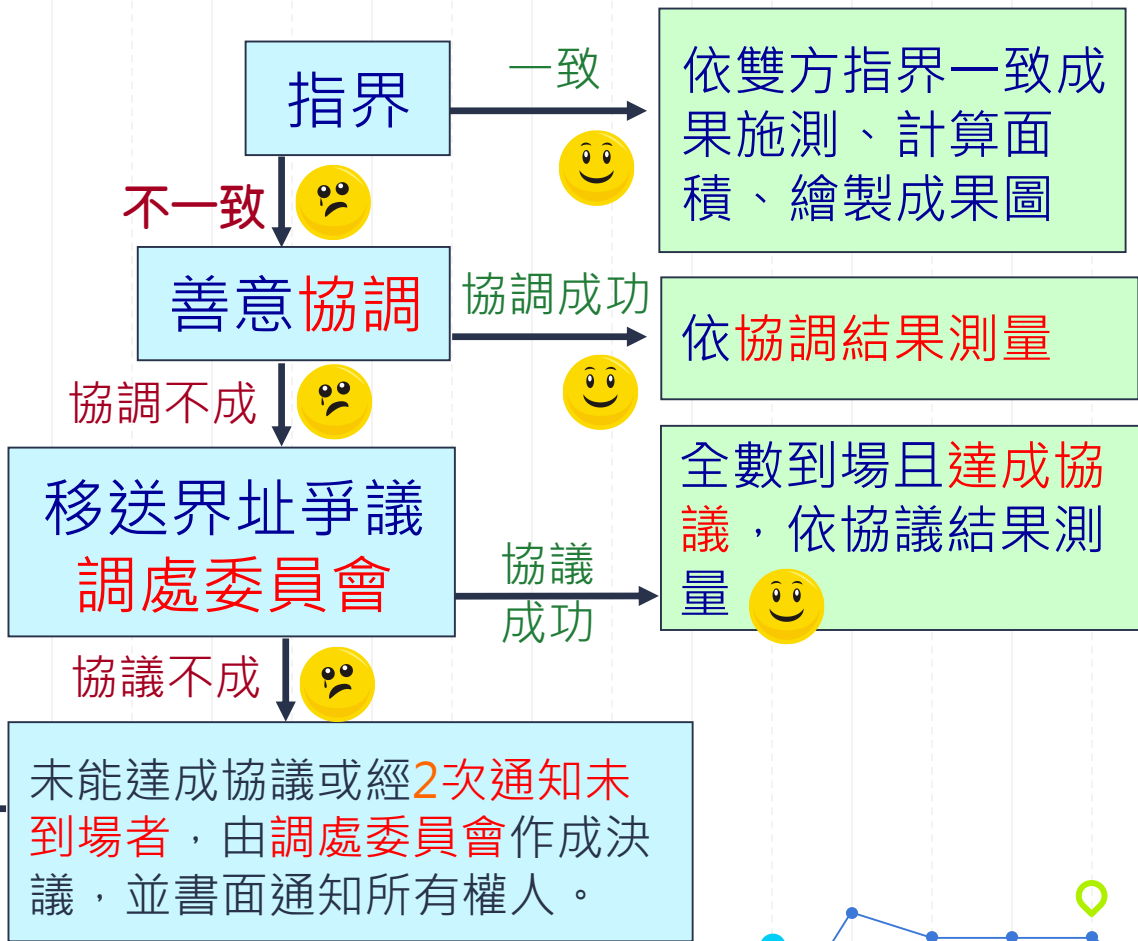 指界
一致
依雙方指界一致成
果施測、計算面
積、繪製成果圖
不一致
善意協調
協調成功
依協調結果測量
協調不成
移送界址爭議
調處委員會
協議
成功
全數到場且達成協
議，依協議結果測
量
協議不成
未能達成協議或經2次通知未
到場者，由調處委員會作成決
議，並書面通知所有權人。